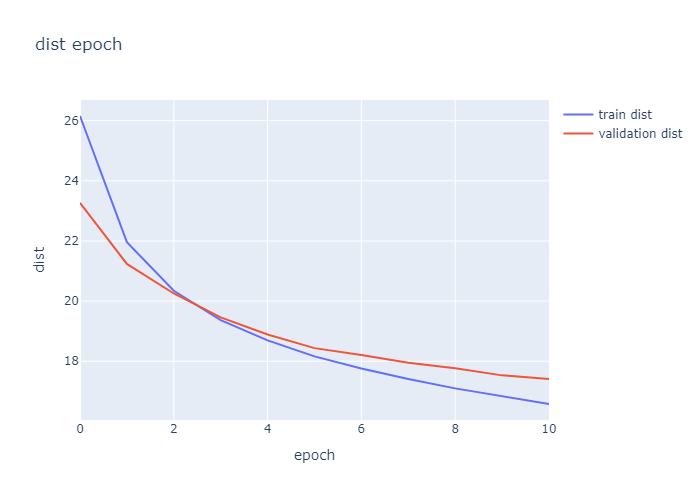 dist epoch
train dist
validation dist
26
24
22
20
18
dist
0 2 4 6 8 10
epoch